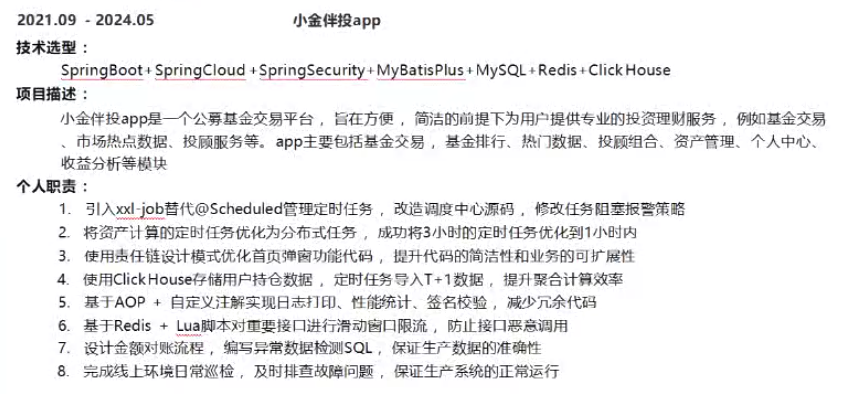 2021.09 - 2024.05 小金伴投app
技术选型：
SpringBoot+SpringCloud +SpringSecurity+MyBatisPlus+MySQL+Redis+ClickHouse
项目描述：
小金伴投app是一个公募基金交易平台，旨在方便，简洁的前提下为用户提供专业的投资理财服务，例如基金交易
、市场热点数据、投顾服务等。app主要包括基金交易，基金排行、热门数据、投顾组合、资产管理、个人中心、
收益分析等模块
个人职责：
1. 引入xxl-job替代@Scheduled管理定时任务，改造调度中心源码，修改任务阻塞报警策略
2. 将资产计算的定时任务优化为分布式任务，成功将3小时的定时任务优化到1小时内
3. 使用责任链设计模式优化首页弹窗功能代码，提升代码的简洁性和业务的可扩展性
4. 使用ClickHouse存储用户持仓数据，定时任务导入T+1数据，提升聚合计算效率
5. 基于AOP + 自定义注解实现日志打印、性能统计、签名校验，减少冗余代码
6. 基于Redis + Lua脚本对重要接口进行滑动窗口限流，防止接口恶意调用
7. 设计金额对账流程，编写异常数据检测SQL，保证生产数据的准确性
8. 完成线上环境日常巡检，及时排查故障问题，保证生产系统的正常运行